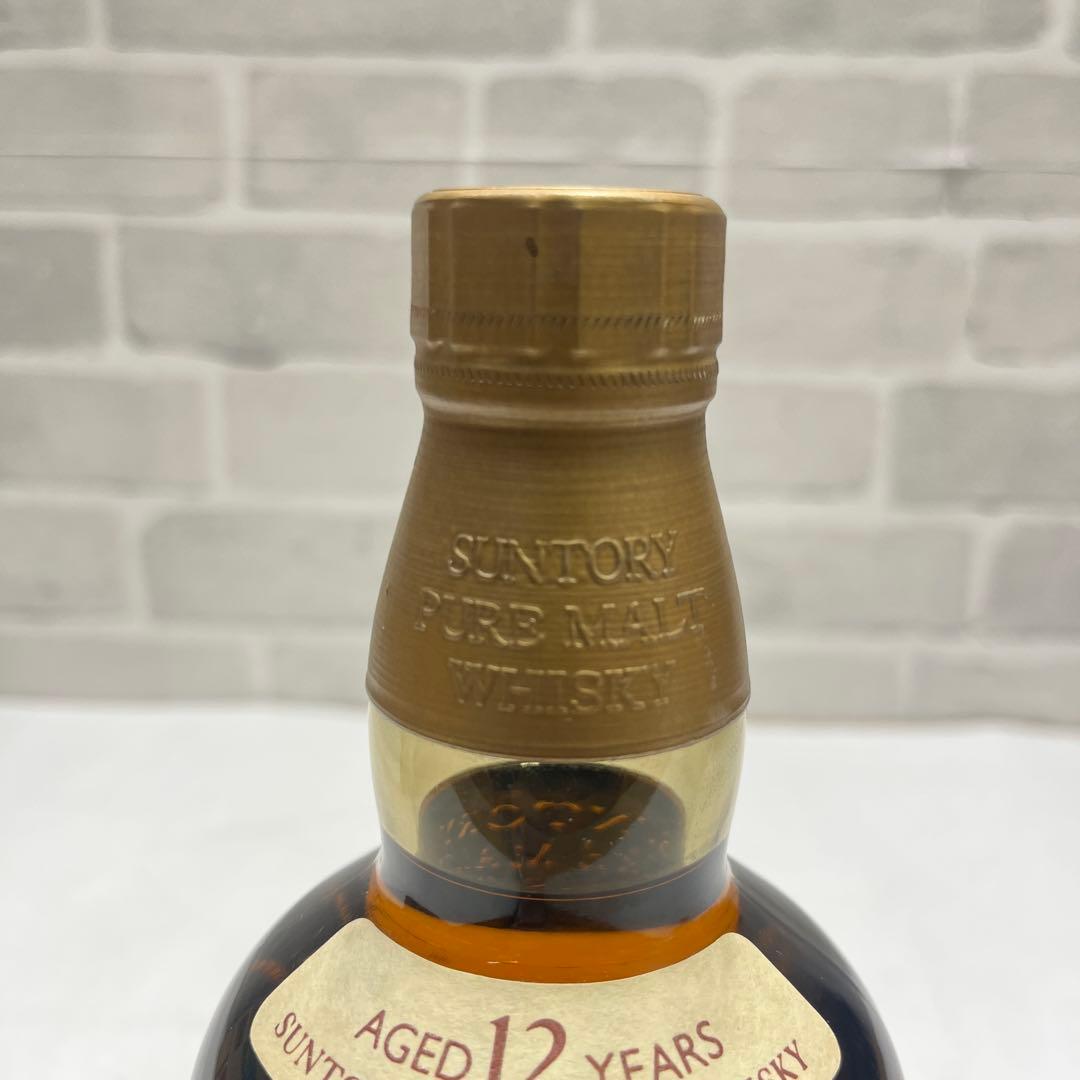 SUNTORY
PURE MALT
WHISKY
AGED 12 YEARS